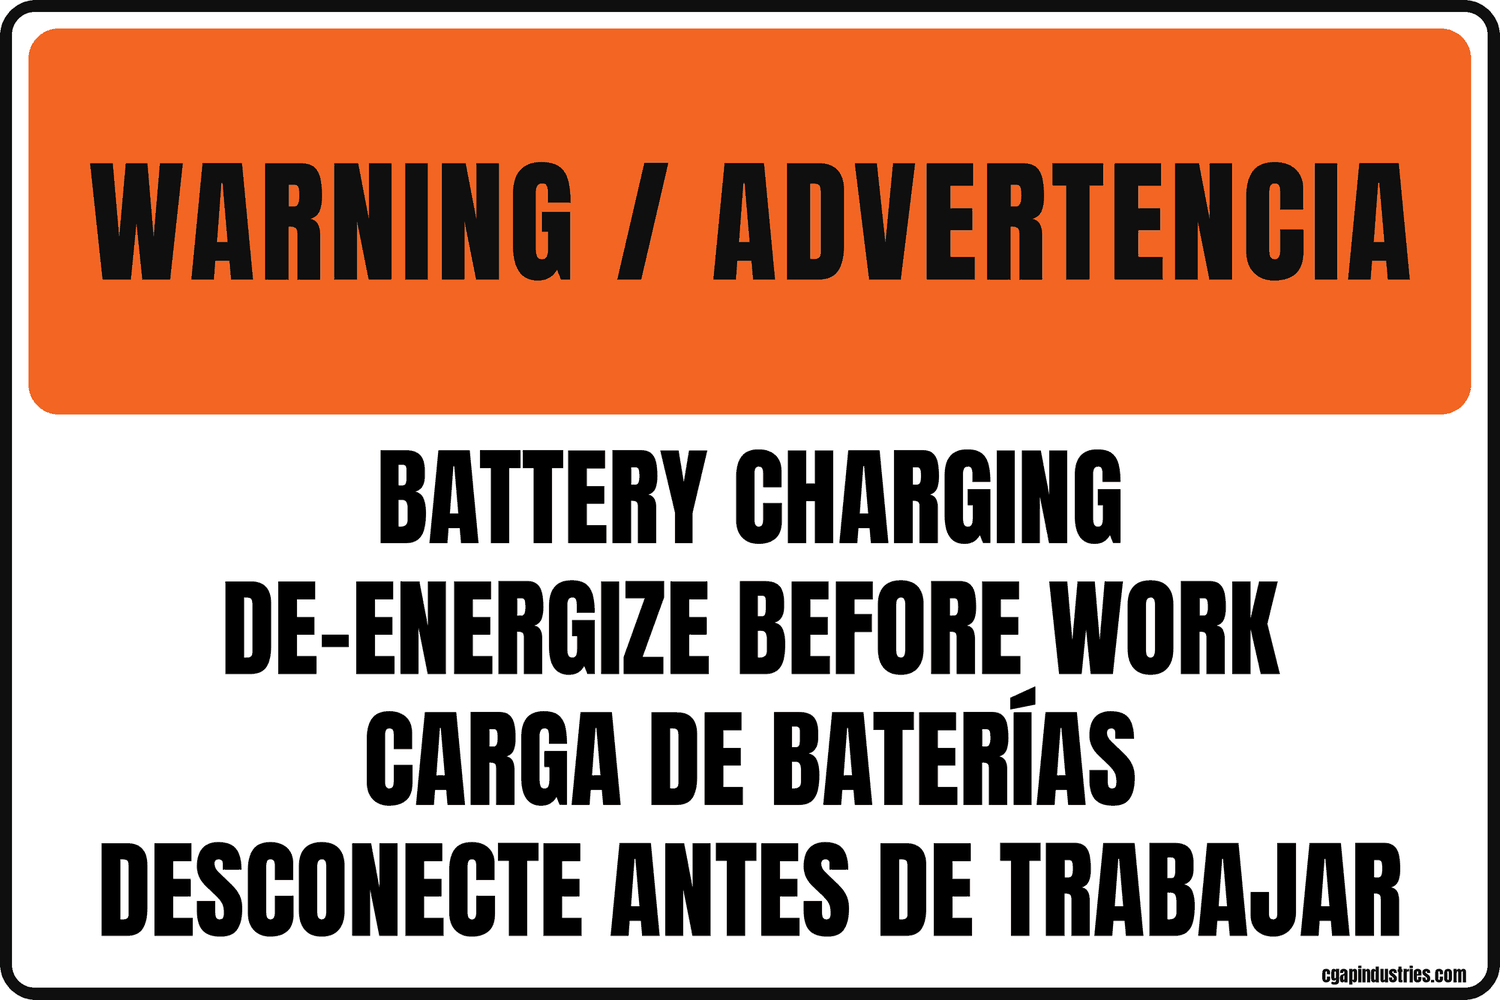 WARNING / ADVERTENCIA
BATTERY CHARGING
DE-ENERGIZE BEFORE WORK
CARGA DE BATERÍAS
DESCONECTE ANTES DE TRABAJAR
cgapindustries.com